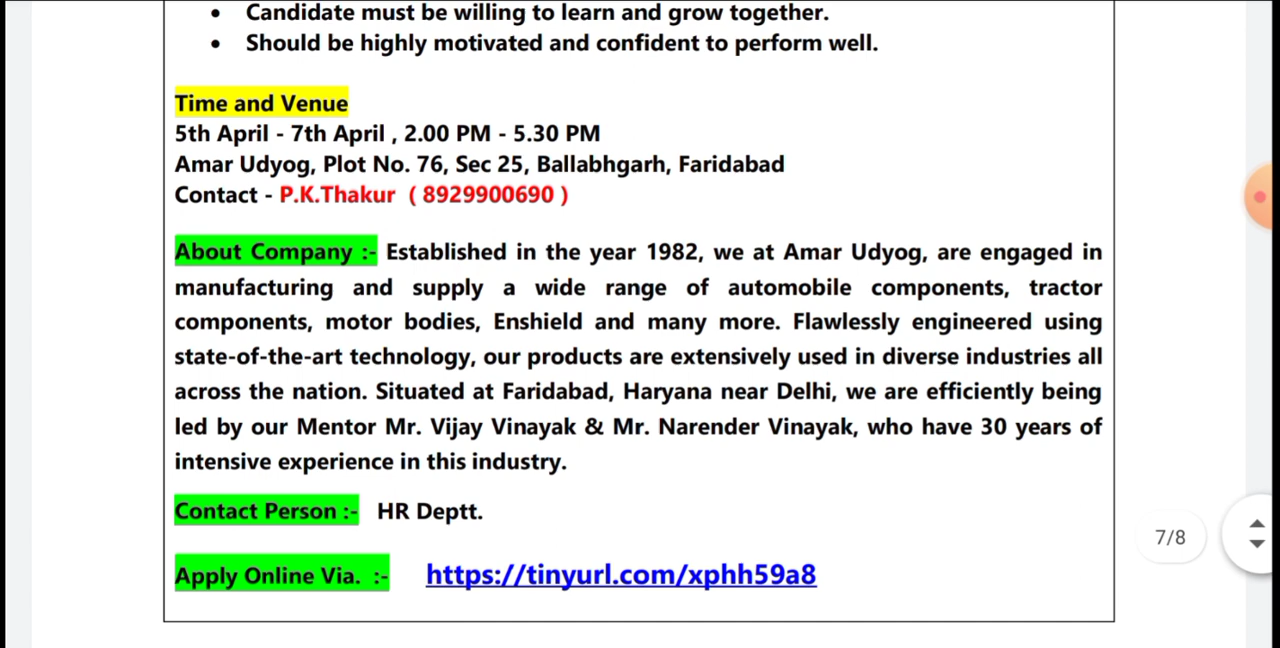 • Candidate must be willing to learn and grow together.
• Should be highly motivated and confident to perform well.
Time and Venue
5th April - 7th April , 2.00 PM - 5.30 PM
Amar Udyog, Plot No. 76, Sec 25, Ballabhgarh, Faridabad
Contact - P.K.Thakur ( 8929900690 )
About Company :- Established in the year 1982, we at Amar Udyog, are engaged in
manufacturing and supply a wide range of automobile components, tractor
components, motor bodies, Enshield and many more. Flawlessly engineered using
state-of-the-art technology, our products are extensively used in diverse industries all
across the nation. Situated at Faridabad, Haryana near Delhi, we are efficiently being
led by our Mentor Mr. Vijay Vinayak & Mr. Narender Vinayak, who have 30 years of
intensive experience in this industry.
Contact Person :- HR Deptt.
7/8
Apply Online Via. :- https://tinyurl.com/xphh59a8